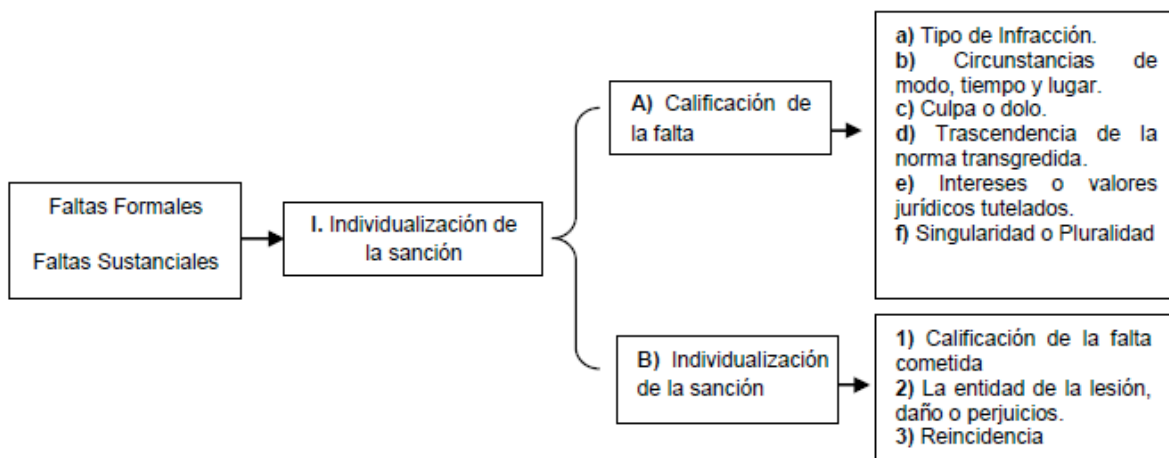 Faltas Formales
Faltas Sustanciales
I. Individualización de
la sanción
A) Calificación de
la falta
a) Tipo de Infracción.
b) Circunstancias de
modo, tiempo y lugar.
c) Culpa o dolo.
d) Trascendencia de la
norma transgredida.
e) Intereses o valores
jurídicos tutelados.
f) Singularidad o Pluralidad
B) Individualización
de la sanción
1) Calificación de la falta
cometida
2) La entidad de la lesión,
daño o perjuicios.
3) Reincidencia